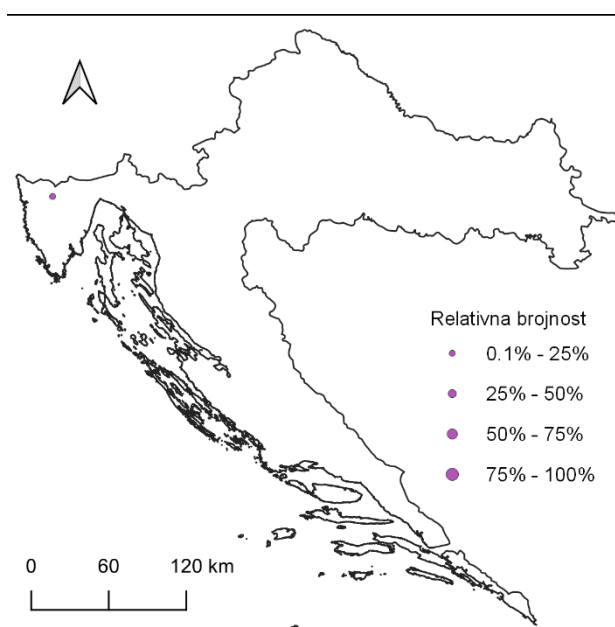 Relativna brojnost
0.1% - 25%
25% - 50%
50% - 75%
75% - 100%
0 60 120 km